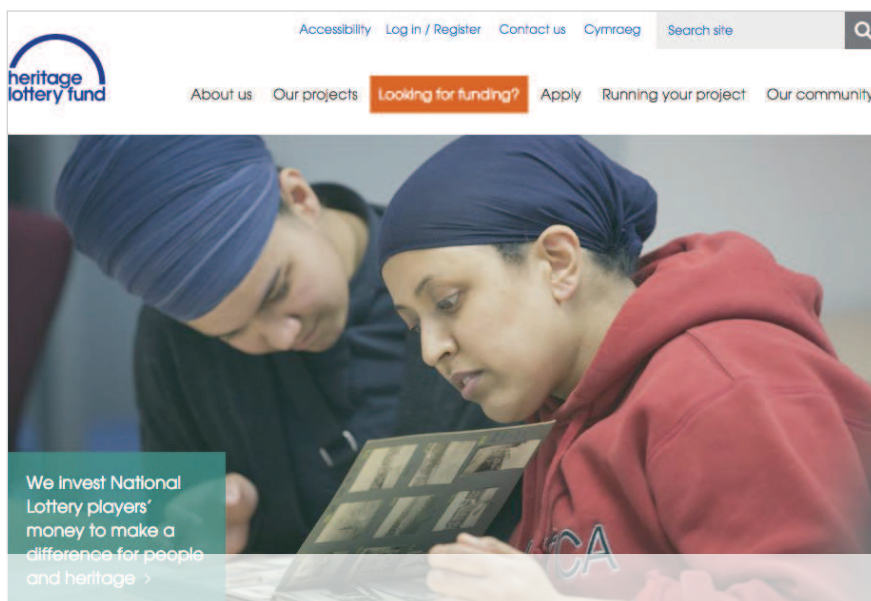 Accessibility Log in / Register Contact us Cymraeg Search site
heritage
lottery fund
About us Our projects Looking for funding? Apply Running your project Our community
We invest National
Lottery players'
money to make a
difference for people
and heritage >